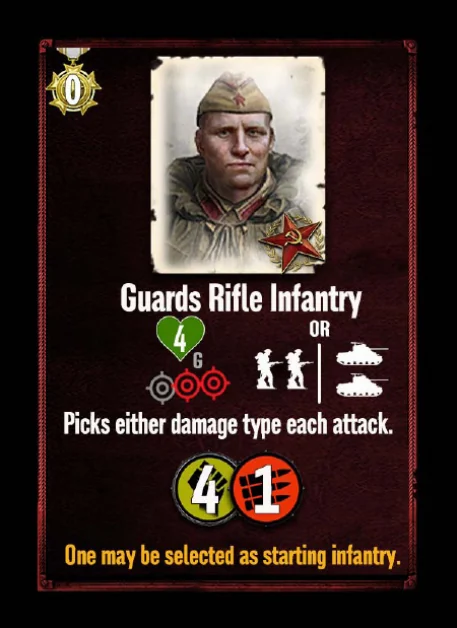 0
Guards Rifle Infantry
4
OR
G
Picks either damage type each attack.
4 1
One may be selected as starting infantry.